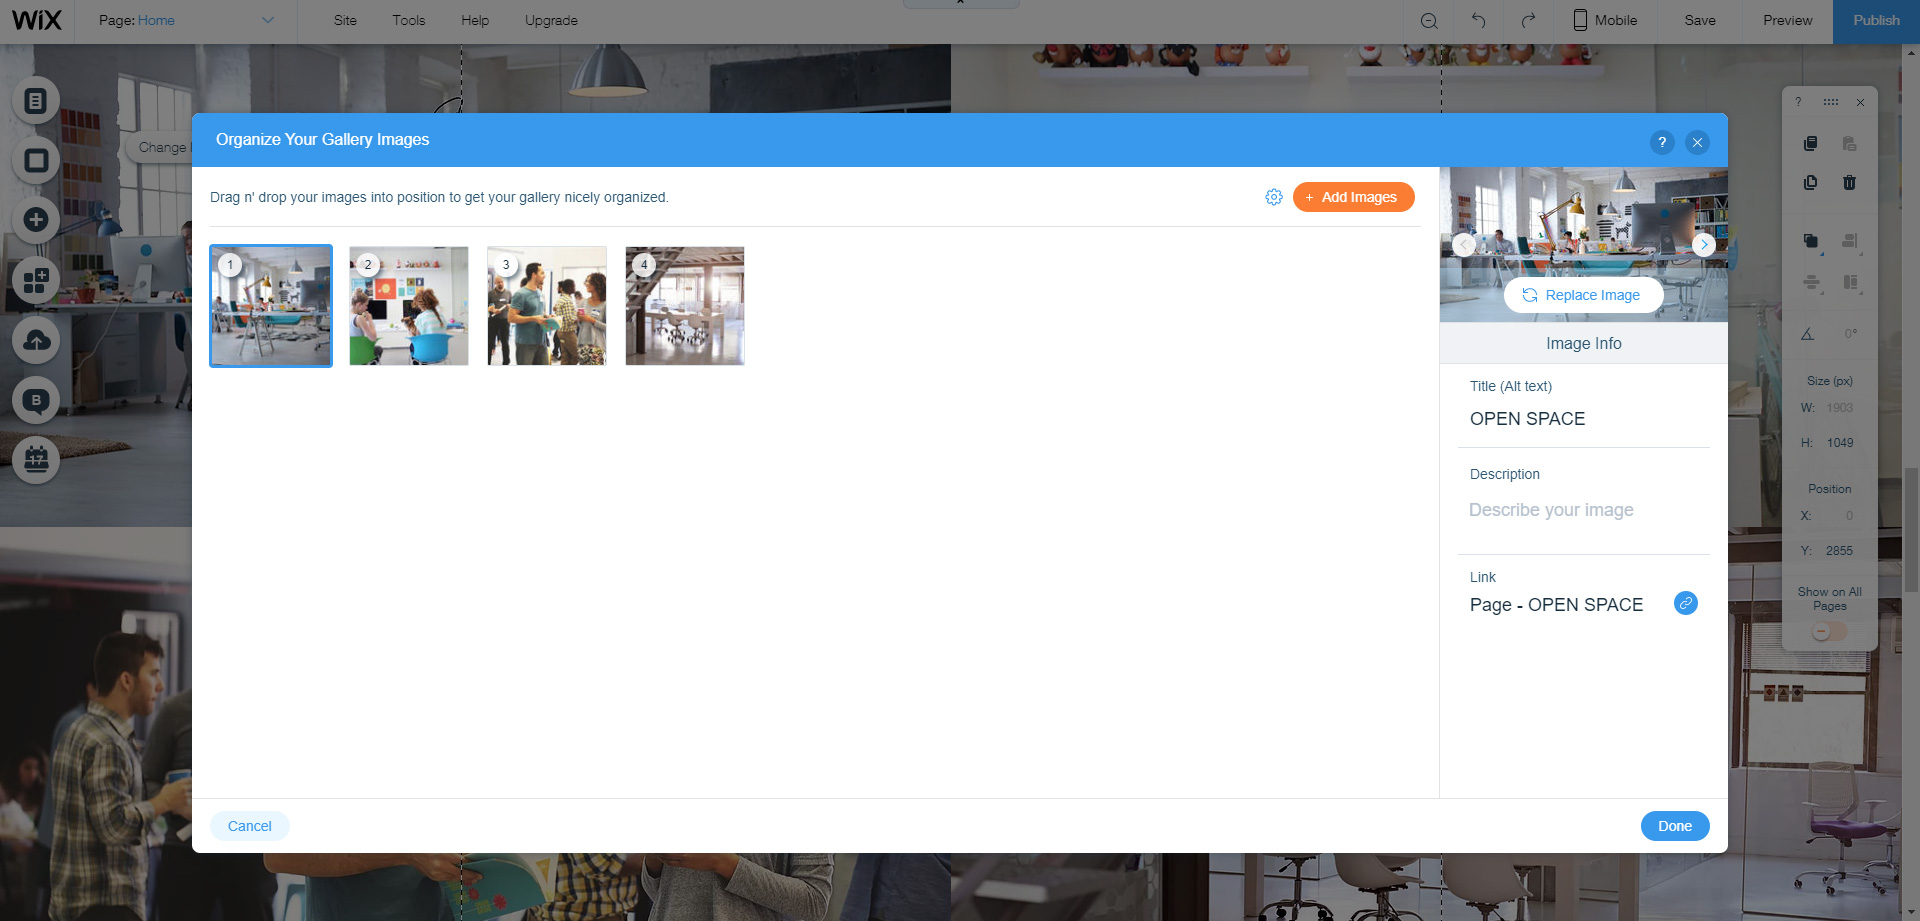 WiX Page: Home Site Tools Help Upgrade Mobile Save Preview Publish
Change
Organize Your Gallery Images
?
?
Drag n' drop your images into position to get your gallery nicely organized.
+ Add Images
1 2 3 4
Replace Image
Image Info
Title (Alt text)
OPEN SPACE
Description
Describe your image
Link
Page - OPEN SPACE
0°
Size (px)
W: 1903
H: 1049
Position
X: 0
Y: 2855
Show on All
Pages
B
17
Cancel
Done